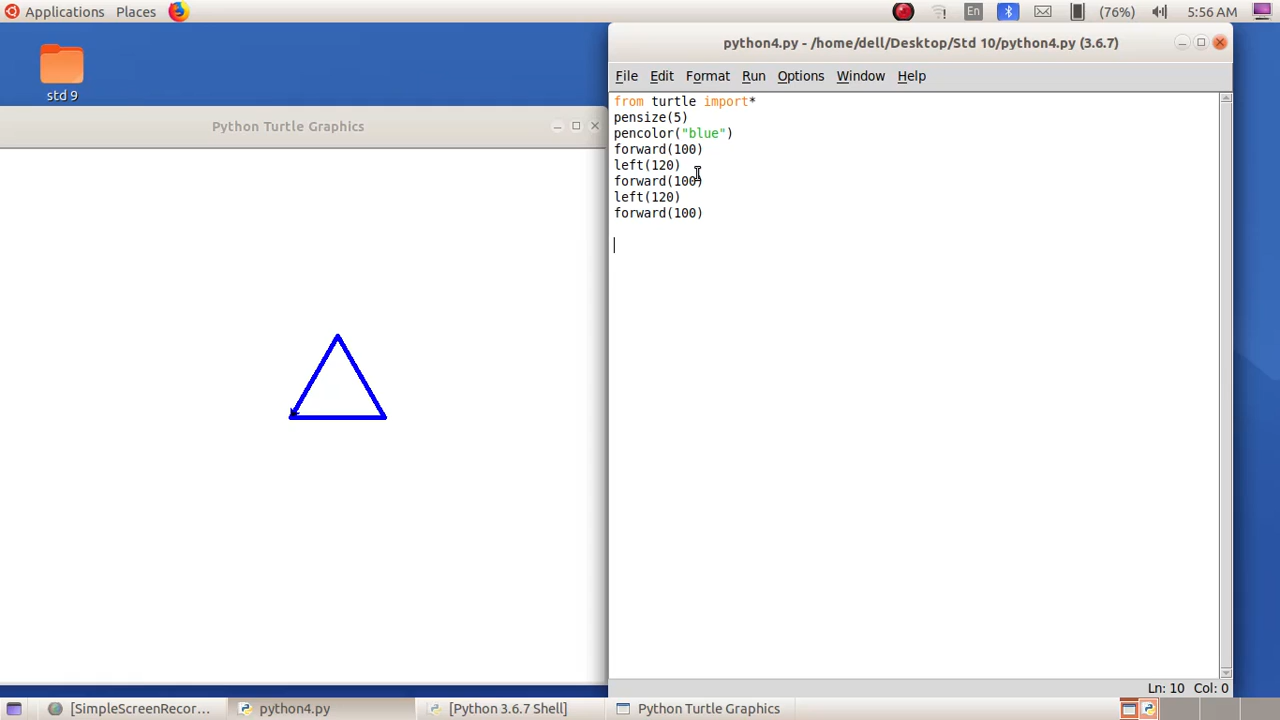 Applications Places En (76%) 5:56 AM
std 9
Python Turtle Graphics
python4.py - /home/dell/Desktop/Std 10/python4.py (3.6.7)
File Edit Format Run Options Window Help
from turtle import*
pensize(5)
pencolor("blue")
forward(100)
left(120)
forward(100)
left(120)
forward(100)
Ln: 10 Col: 0
[SimpleScreenRecor... python4.py [Python 3.6.7 Shell] Python Turtle Graphics